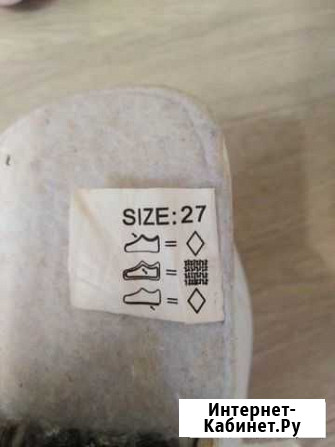 SIZE: 27
=
=
=
Интернет-
Кабинет.Ру